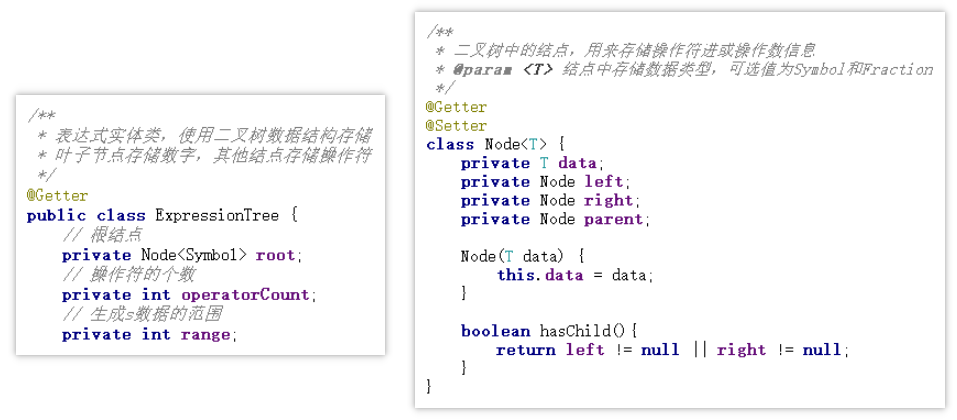 /**
 * 表达式实体类，使用二叉树数据结构存储
 * 叶子节点存储数字，其他结点存储操作符
 */
@Getter
public class ExpressionTree {
    // 根结点
    private Node<Symbol> root;
    // 操作符的个数
    private int operatorCount;
    // 生成s数据的范围
    private int range;
/**
 * 二叉树中的结点，用来存储操作符进或操作数信息
 * @param <T> 结点中存储数据类型，可选值为Symbol和Fraction
 */
@Getter
@Setter
class Node<T> {
    private T data;
    private Node left;
    private Node right;
    private Node parent;

    Node(T data) {
        this.data = data;
    }

    boolean hasChild(){
        return left != null || right != null;
    }
}